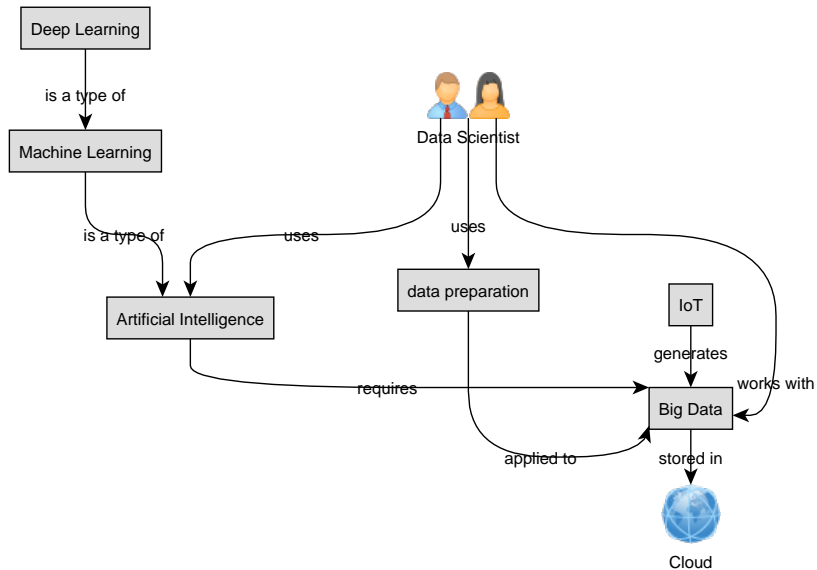 Deep Learning
is a type of
Machine Learning
Data Scientist
is a type of
uses
uses
data preparation
Artificial Intelligence
IoT
generates
requires
works with
Big Data
applied to
stored in
Cloud